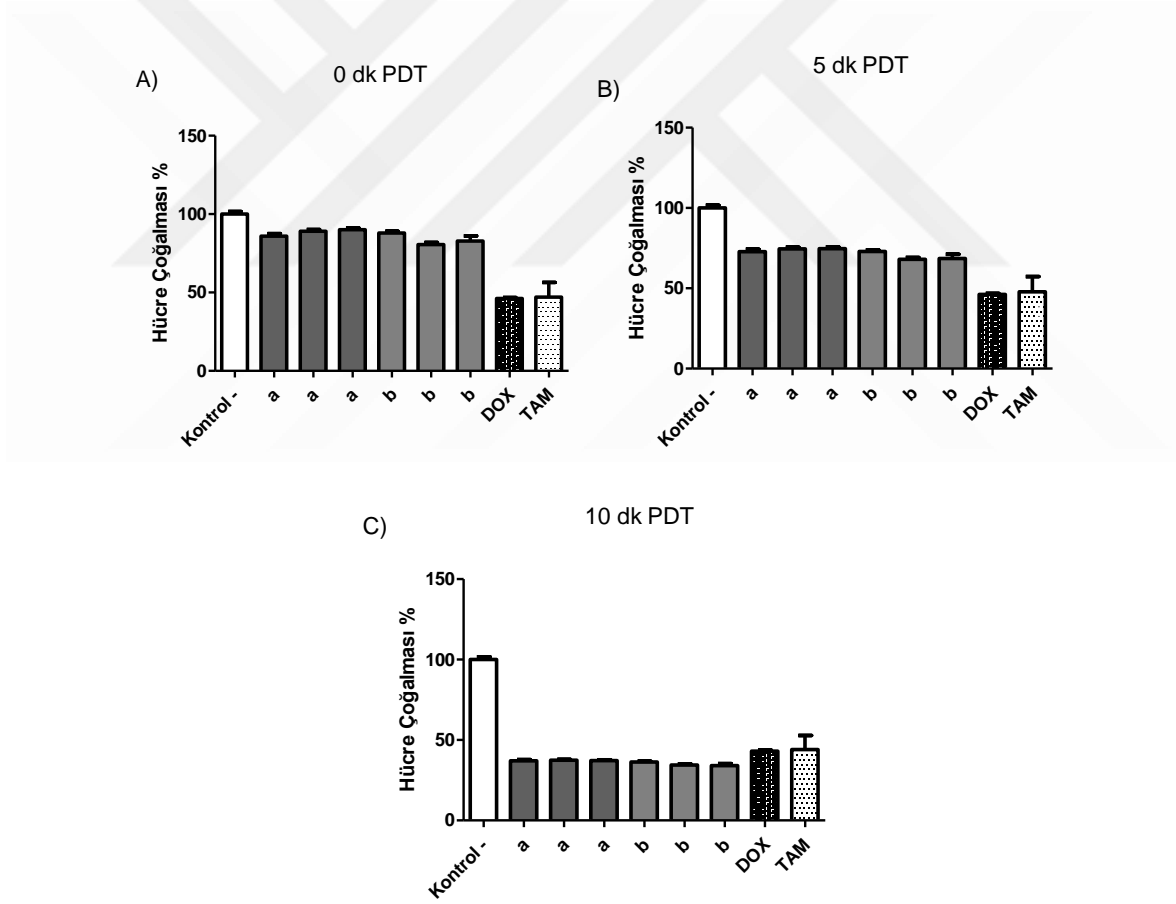 A)
0 dk PDT
Hücre Çoğalması %
150
100
50
0
Kontrol -
a
a
a
b
b
b
DOX
TAM
B)
5 dk PDT
Hücre Çoğalması %
150
100
50
0
Kontrol -
a
a
a
b
b
b
DOX
TAM
C)
10 dk PDT
Hücre Çoğalması %
150
100
50
0
Kontrol -
a
a
a
b
b
b
DOX
TAM